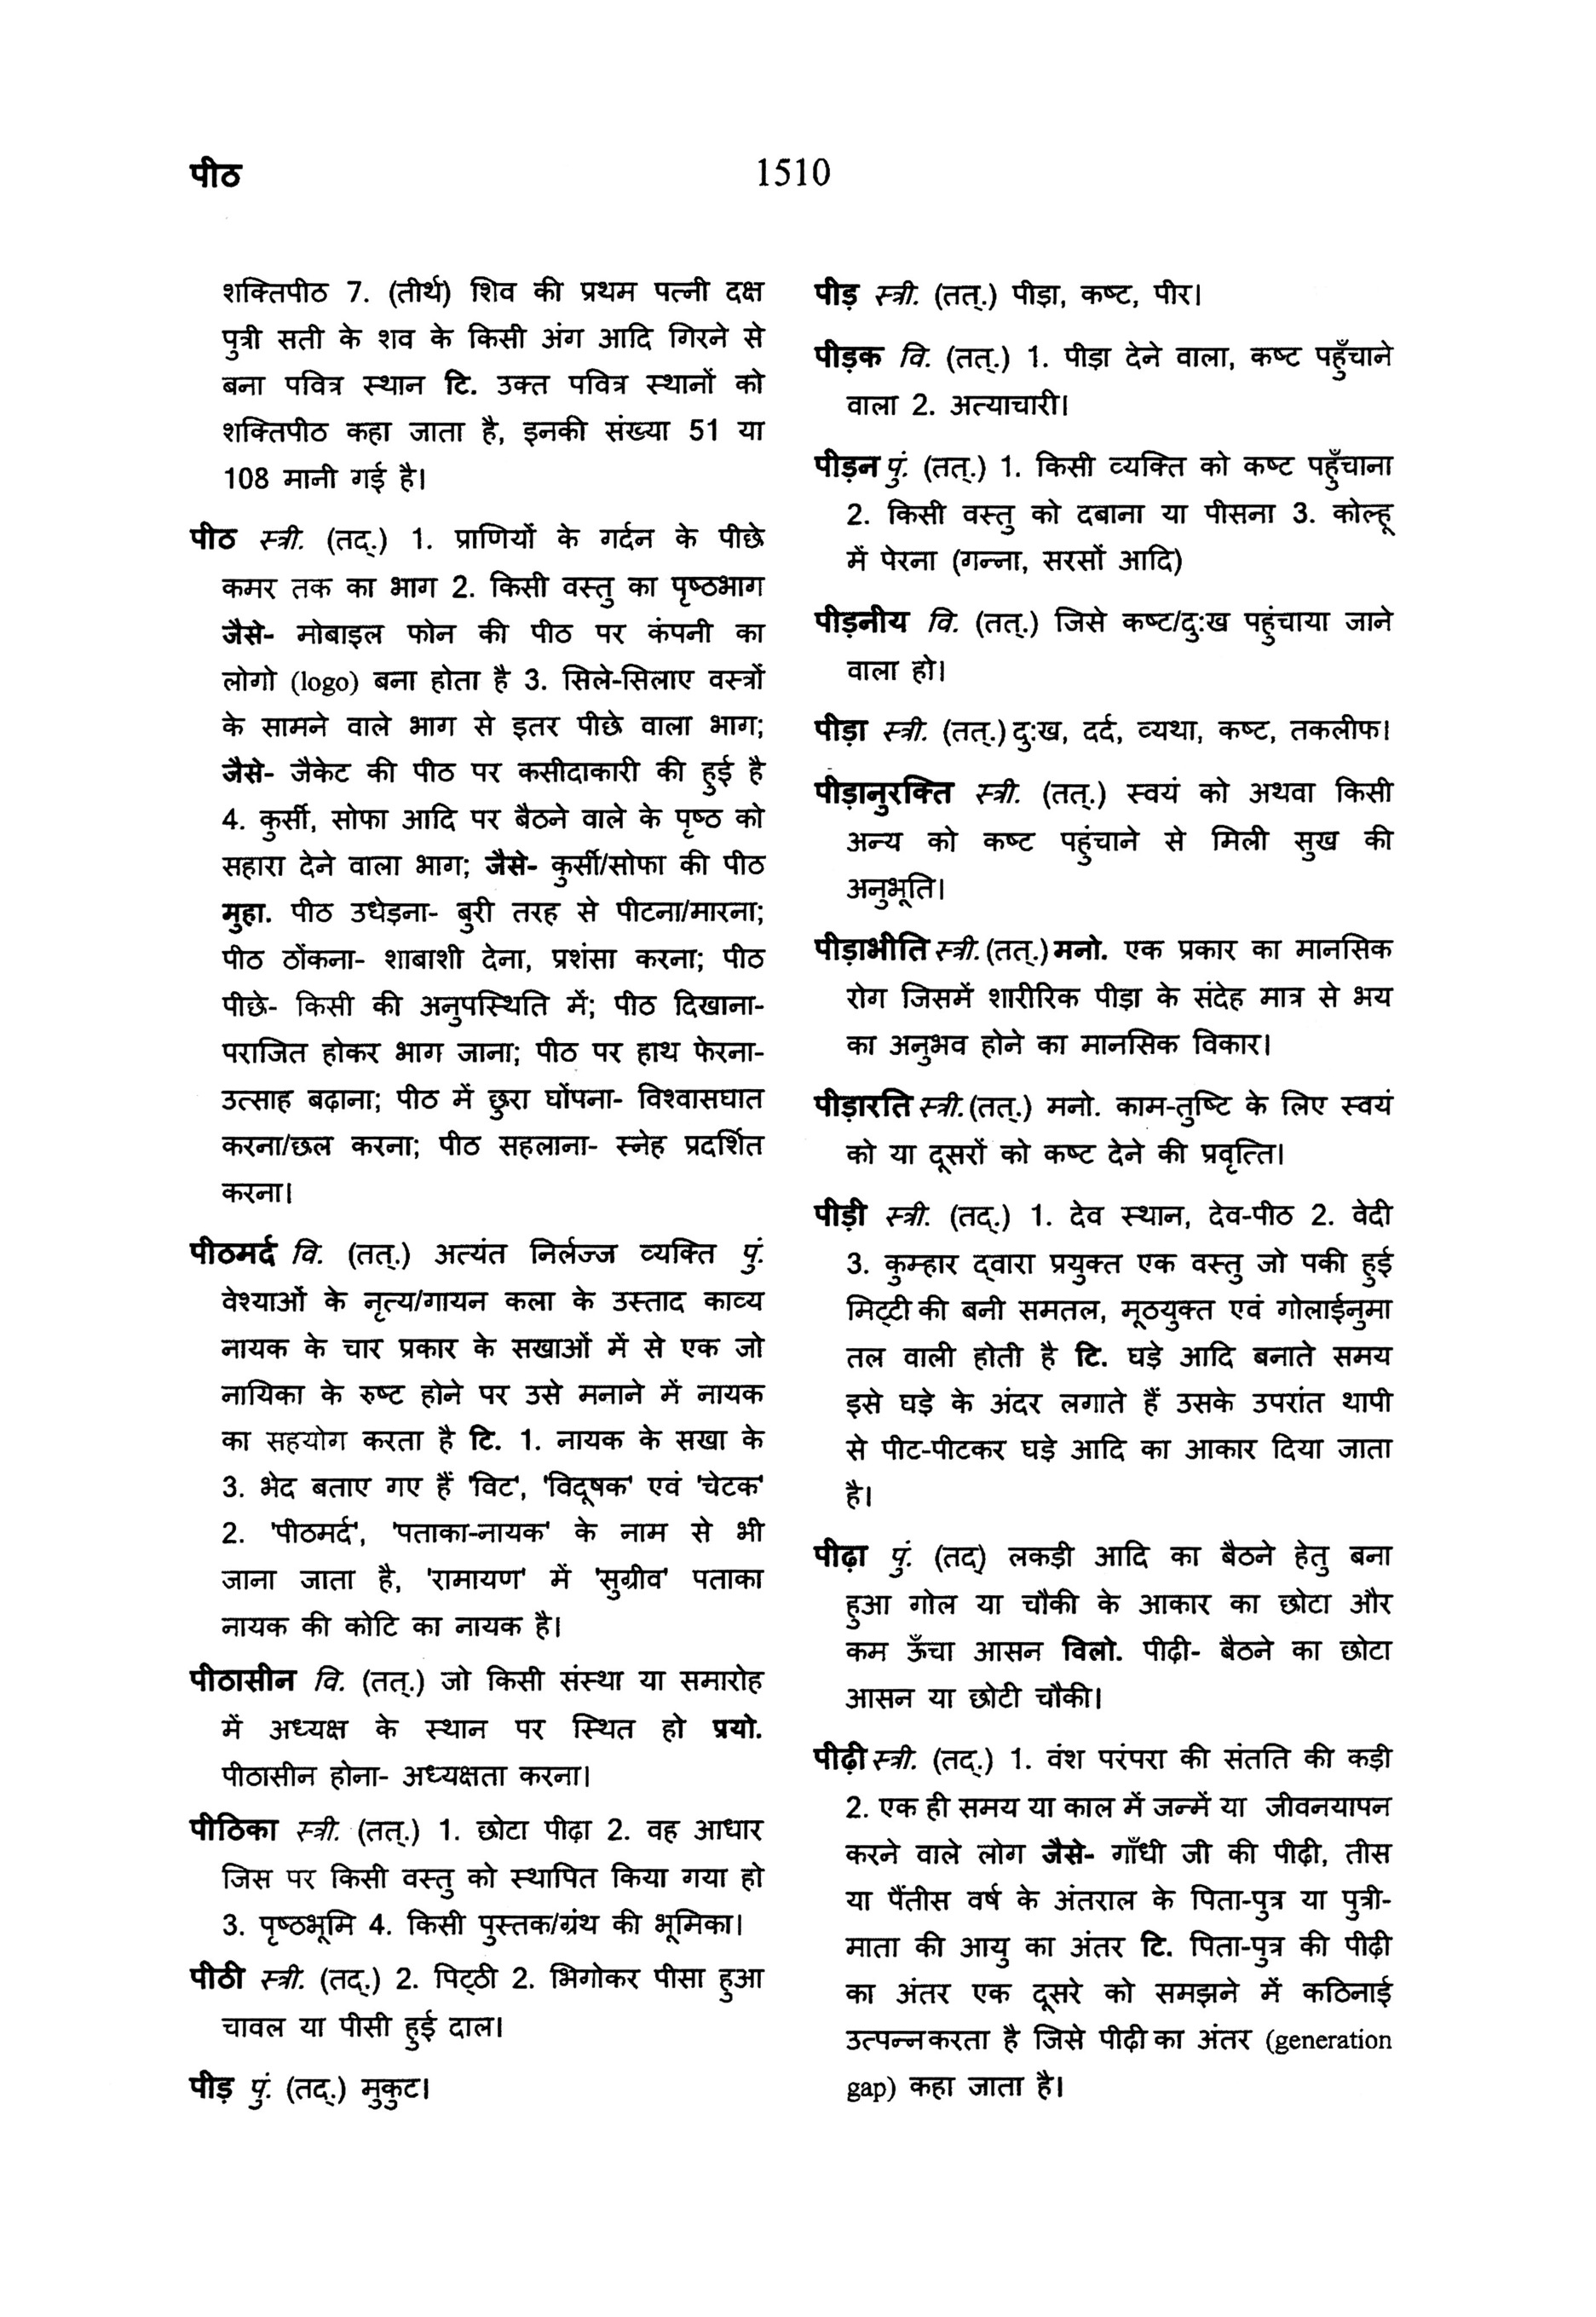 पीठ
1510
शक्तिपीठ 7. (तीर्थ) शिव की प्रथम पत्नी दक्ष
पुत्री सती के शव के किसी अंग आदि गिरने से
बना पवित्र स्थान टि. उक्त पवित्र स्थानों को
शक्तिपीठ कहा जाता है, इनकी संख्या 51 या
108 मानी गई है।
पीठ स्त्री. (तद्.) 1. प्राणियों के गर्दन के पीछे
कमर तक का भाग 2. किसी वस्तु का पृष्ठभाग
जैसे- मोबाइल फोन की पीठ पर कंपनी का
लोगो (logo) बना होता है 3. सिले-सिलाए वस्त्रों
के सामने वाले भाग से इतर पीछे वाला भाग;
जैसे- जैकेट की पीठ पर कसीदाकारी की हुई है
4. कुर्सी, सोफा आदि पर बैठने वाले के पृष्ठ को
सहारा देने वाला भाग; जैसे- कुर्सी/सोफा की पीठ
मुहा. पीठ उधेड़ना- बुरी तरह से पीटना/मारना;
पीठ ठोंकना- शाबाशी देना, प्रशंसा करना; पीठ
पीछे- किसी की अनुपस्थिति में; पीठ दिखाना-
पराजित होकर भाग जाना; पीठ पर हाथ फेरना-
उत्साह बढ़ाना; पीठ में छुरा घोंपना- विश्वासघात
करना/छल करना; पीठ सहलाना- स्नेह प्रदर्शित
करना।
पीठमर्द वि. (तत्.) अत्यंत निर्लज्ज व्यक्ति पुं.
वेश्याओं के नृत्य/गायन कला के उस्ताद काव्य
नायक के चार प्रकार के सखाओं में से एक जो
नायिका के रुष्ट होने पर उसे मनाने में नायक
का सहयोग करता है टि. 1. नायक के सखा के
3. भेद बताए गए हैं 'विट', 'विदूषक' एवं 'चेटक'
2. 'पीठमर्द', 'पताका-नायक' के नाम से भी
जाना जाता है, 'रामायण' में 'सुग्रीव' पताका
नायक की कोटि का नायक है।
पीठासीन वि. (तत्.) जो किसी संस्था या समारोह
में अध्यक्ष के स्थान पर स्थित हो प्रयो.
पीठासीन होना- अध्यक्षता करना।
पीठिका स्त्री. (तत्.) 1. छोटा पीढ़ा 2. वह आधार
जिस पर किसी वस्तु को स्थापित किया गया हो
3. पृष्ठभूमि 4. किसी पुस्तक/ग्रंथ की भूमिका।
पीठी स्त्री. (तद्.) 2. पिट्ठी 2. भिगोकर पीसा हुआ
चावल या पीसी हुई दाल।
पीड़ पुं. (तद्.) मुकुट।
पीड़ स्त्री. (तत्.) पीड़ा, कष्ट, पीर।
पीड़क वि. (तत्.) 1. पीड़ा देने वाला, कष्ट पहुँचाने
वाला 2. अत्याचारी।
पीड़न पुं. (तत्.) 1. किसी व्यक्ति को कष्ट पहुँचाना
2. किसी वस्तु को दबाना या पीसना 3. कोल्हू
में पेरना (गन्ना, सरसों आदि)
पीड़नीय वि. (तत्.) जिसे कष्ट/दुःख पहुंचाया जाने
वाला हो।
पीड़ा स्त्री. (तत्.) दुःख, दर्द, व्यथा, कष्ट, तकलीफ।
पीड़ानुरक्ति स्त्री. (तत्.) स्वयं को अथवा किसी
अन्य को कष्ट पहुंचाने से मिली सुख की
अनुभूति।
पीड़ाभीति स्त्री. (तत्.) मनो. एक प्रकार का मानसिक
रोग जिसमें शारीरिक पीड़ा के संदेह मात्र से भय
का अनुभव होने का मानसिक विकार।
पीड़ारति स्त्री. (तत्.) मनो. काम-तुष्टि के लिए स्वयं
को या दूसरों को कष्ट देने की प्रवृत्ति।
पीड़ी स्त्री. (तद्.) 1. देव स्थान, देव-पीठ 2. वेदी
3. कुम्हार द्वारा प्रयुक्त एक वस्तु जो पकी हुई
मिट्टी की बनी समतल, मूठयुक्त एवं गोलाईनुमा
तल वाली होती है टि. घड़े आदि बनाते समय
इसे घड़े के अंदर लगाते हैं उसके उपरांत थापी
से पीट-पीटकर घड़े आदि का आकार दिया जाता
है।
पीढ़ा पुं. (तद्) लकड़ी आदि का बैठने हेतु बना
हुआ गोल या चौकी के आकार का छोटा और
कम ऊँचा आसन विलो. पीढ़ी- बैठने का छोटा
आसन या छोटी चौकी।
पीढ़ी स्त्री. (तद्.) 1. वंश परंपरा की संतति की कड़ी
2. एक ही समय या काल में जन्में या जीवनयापन
करने वाले लोग जैसे- गाँधी जी की पीढ़ी, तीस
या पैंतीस वर्ष के अंतराल के पिता-पुत्र या पुत्री-
माता की आयु का अंतर टि. पिता-पुत्र की पीढ़ी
का अंतर एक दूसरे को समझने में कठिनाई
उत्पन्न करता है जिसे पीढ़ी का अंतर (generation
gap) कहा जाता है।